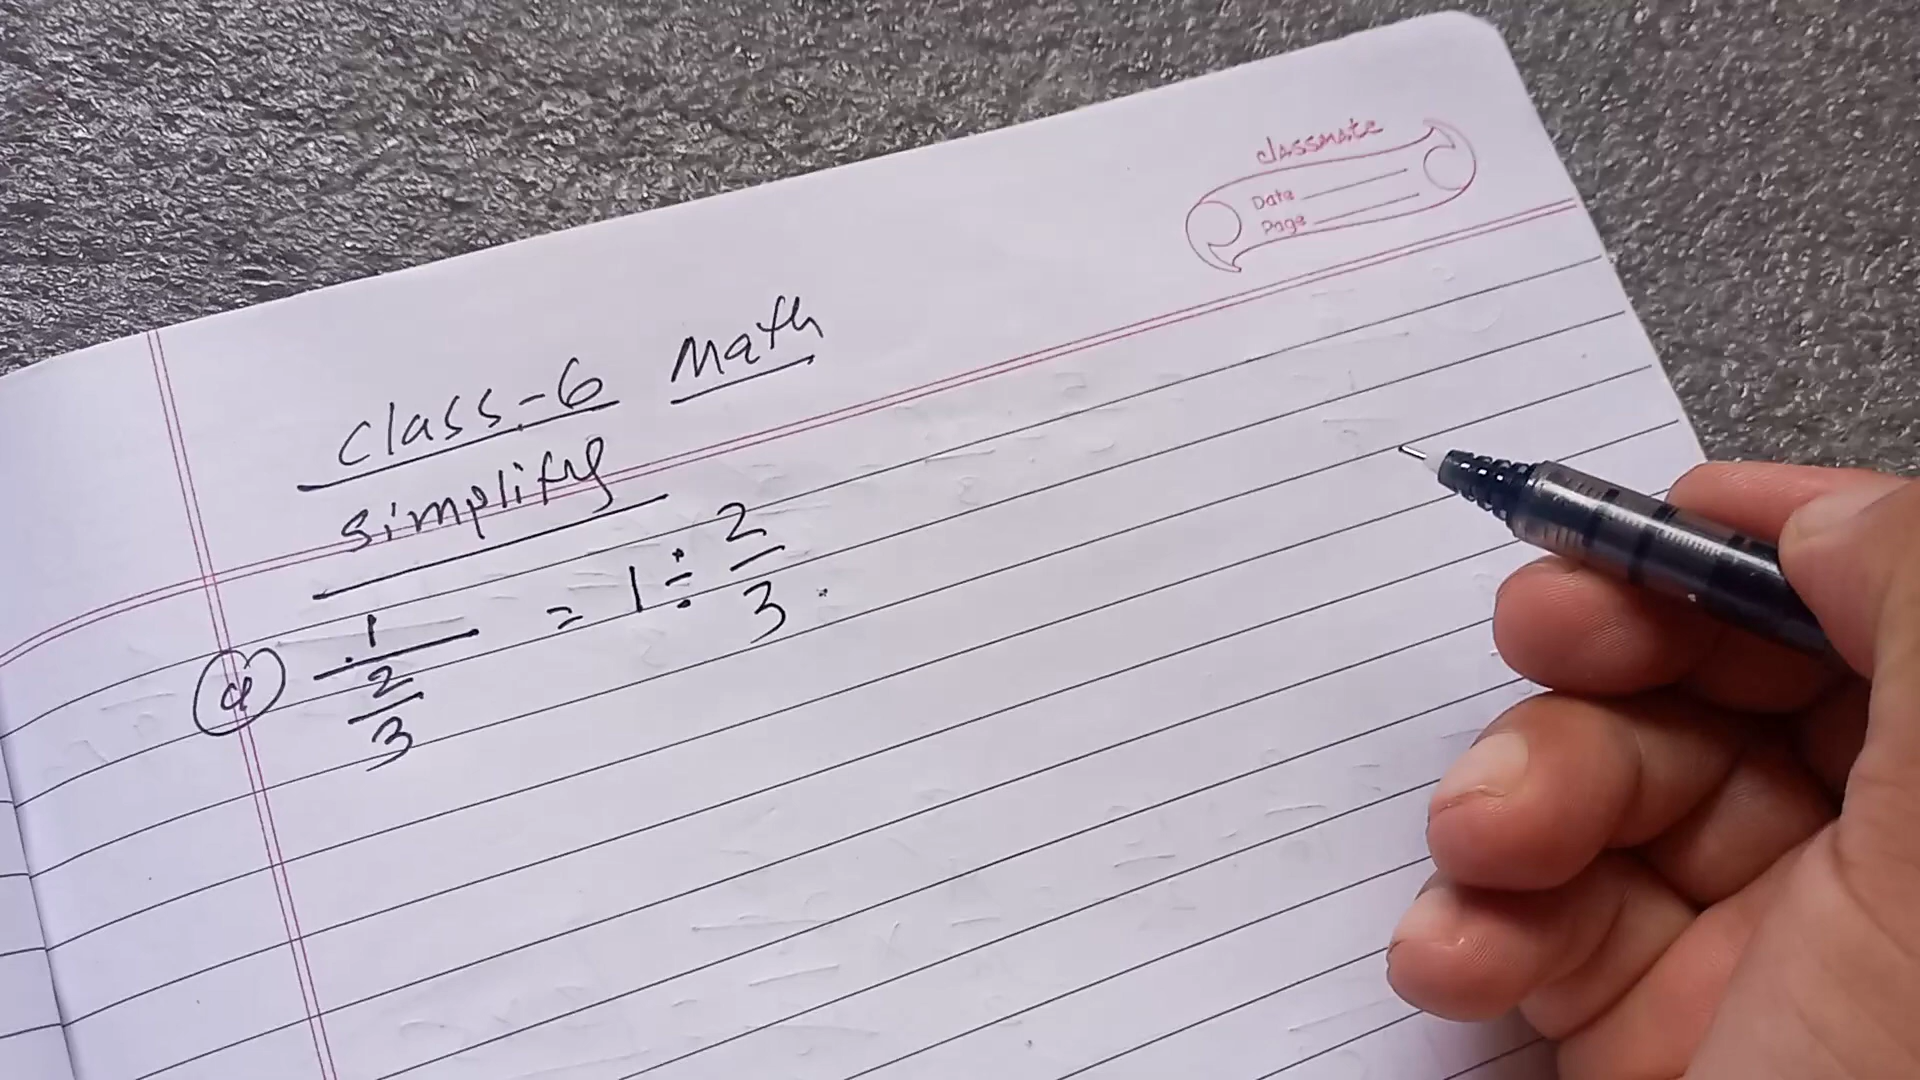 classmate
Date
Page
class-6 Math
simplify
(a) 1/(2/3) = 1 ÷ 2/3.